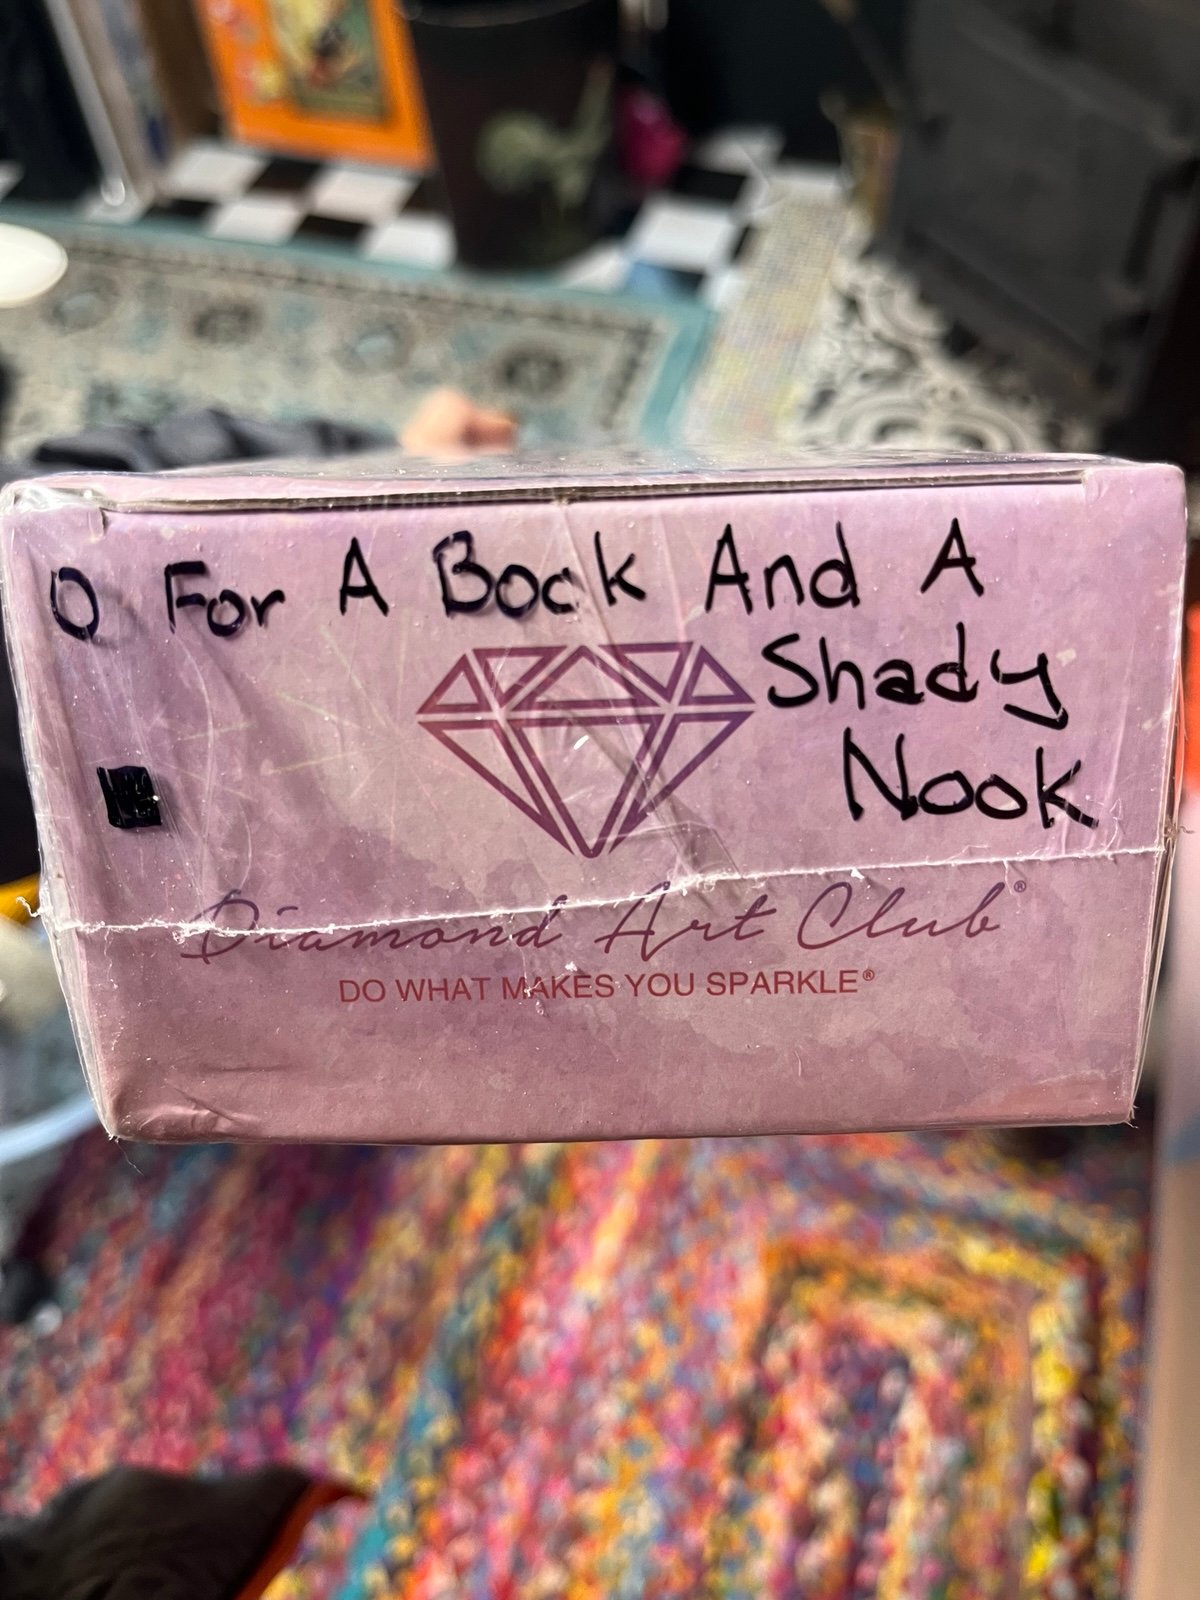 O For A Book And A
Shady
Nook
Diamond Art Club®
DO WHAT MAKES YOU SPARKLE®